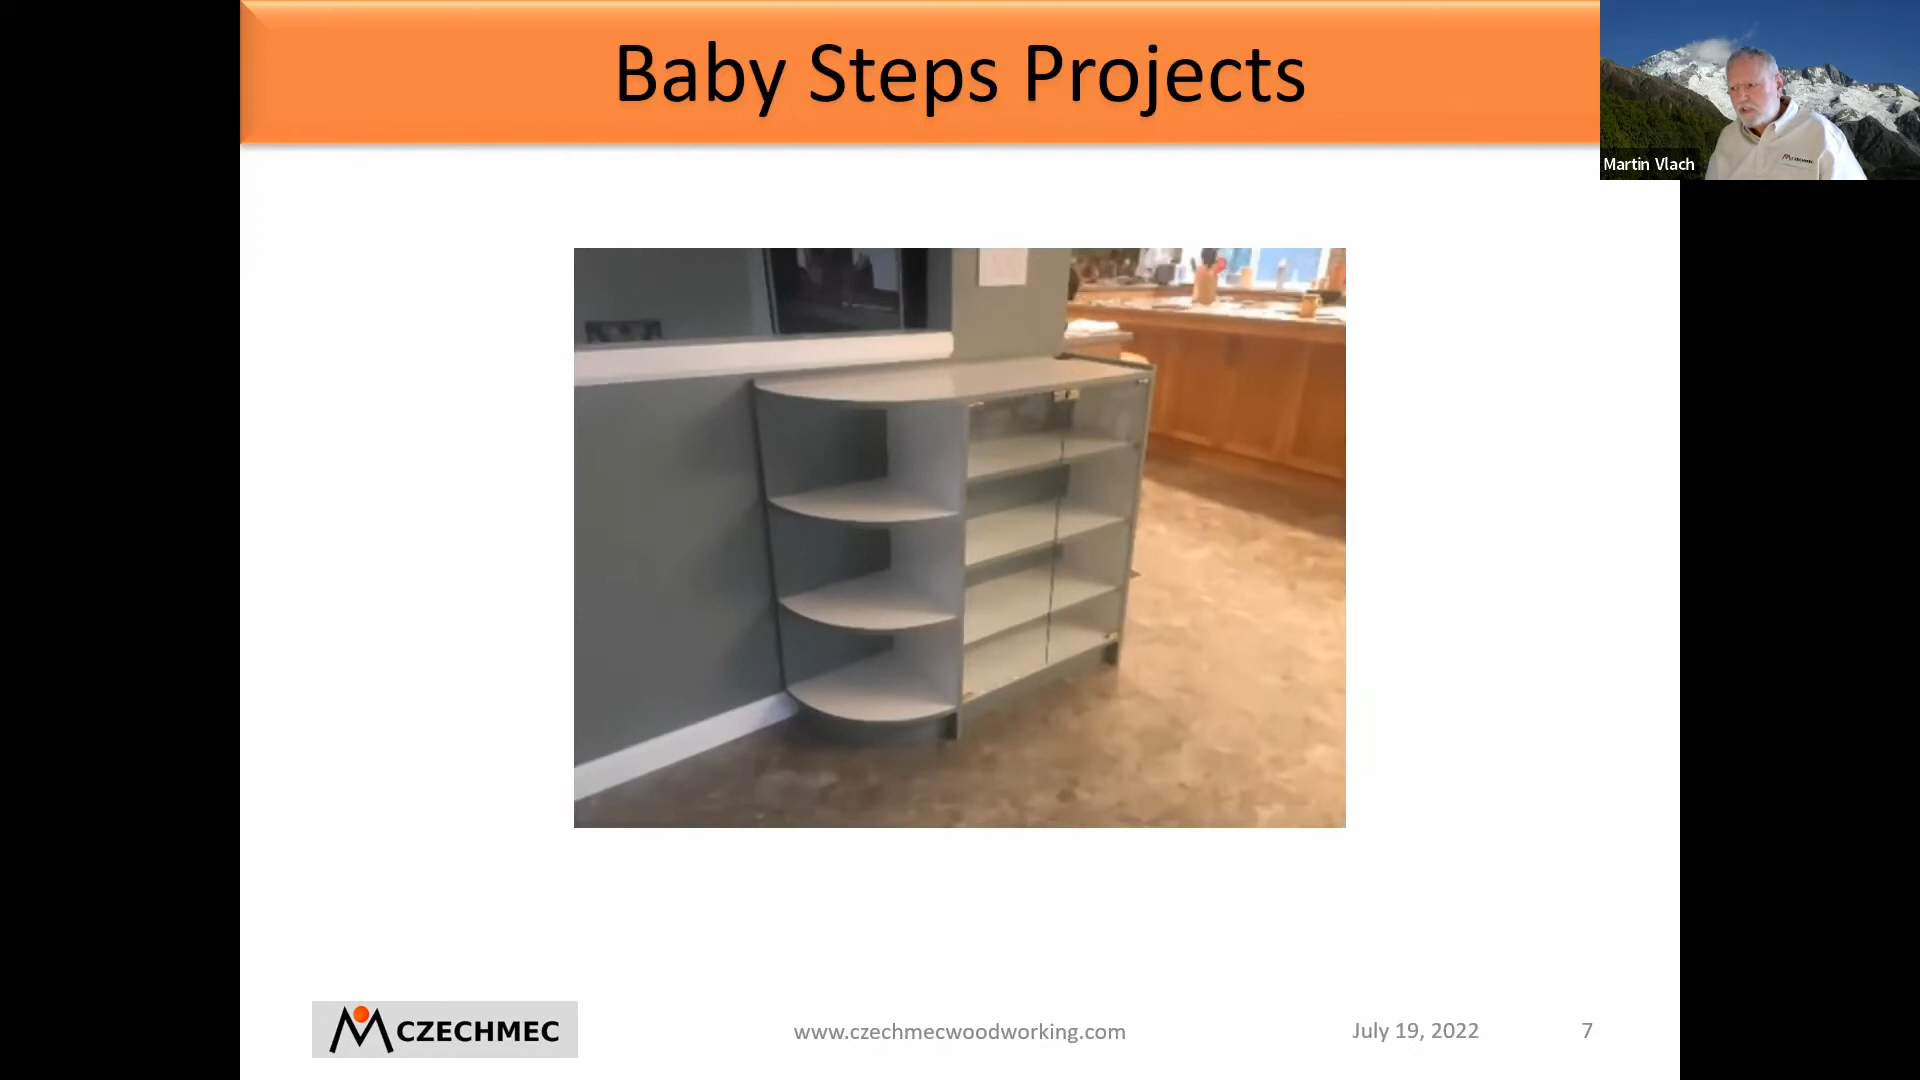 Baby Steps Projects
Martin Vlach
CZECHMEC
www.czechmecwoodworking.com
July 19, 2022
7